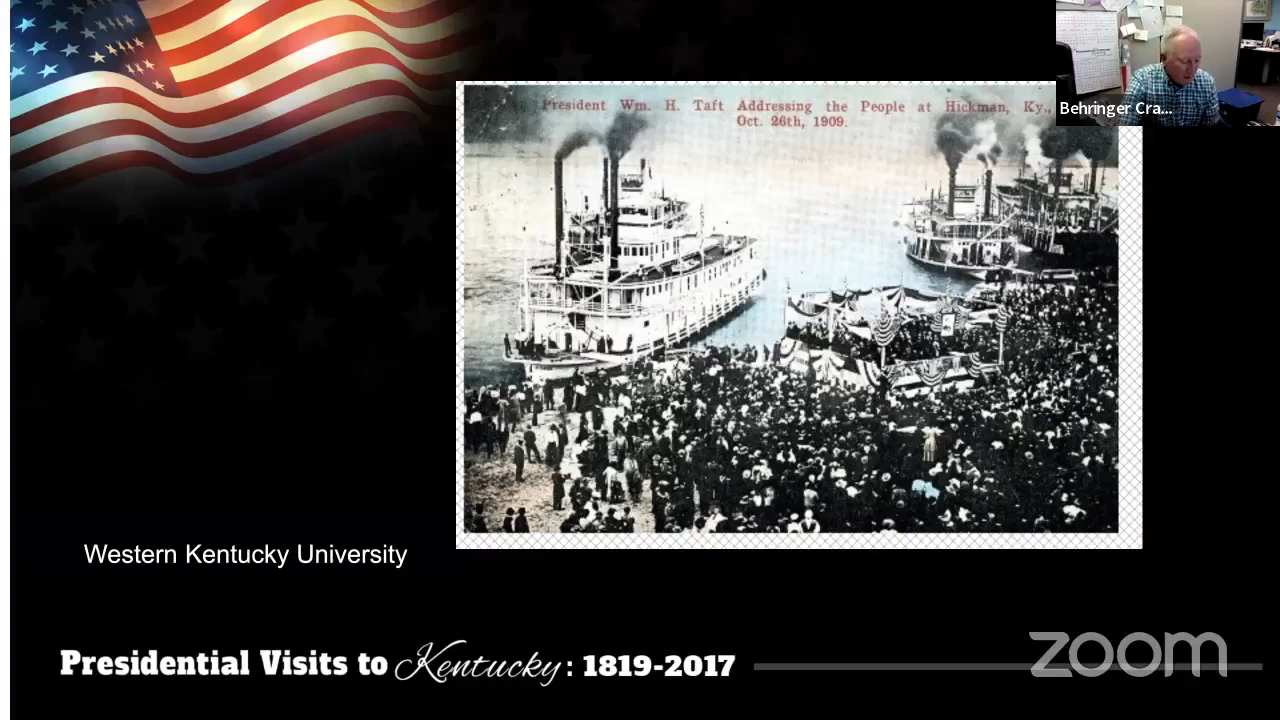 President Wm. H. Taft Addressing the People at Hickman, Ky.,
Oct. 26th, 1909.
Behringer Cra...
Western Kentucky University
Presidential Visits to Kentucky: 1819-2017
zoom